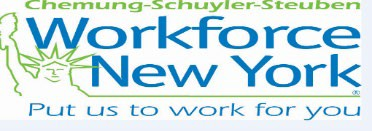 Chemung-Schuyler-Steuben
Workforce
New York®
Put us to work for you